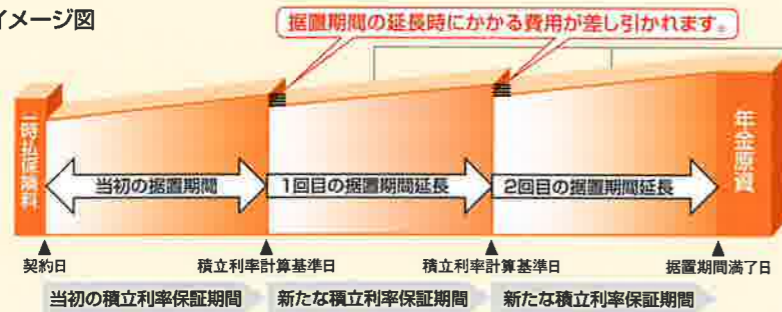 イメージ図
据置期間の延長時にかかる費用が差し引かれます。
一時払保険料
当初の据置期間
1回目の据置期間延長
2回目の据置期間延長
年金原資
契約日
積立利率計算基準日
積立利率計算基準日
据置期間満了日
当初の積立利率保証期間
新たな積立利率保証期間
新たな積立利率保証期間